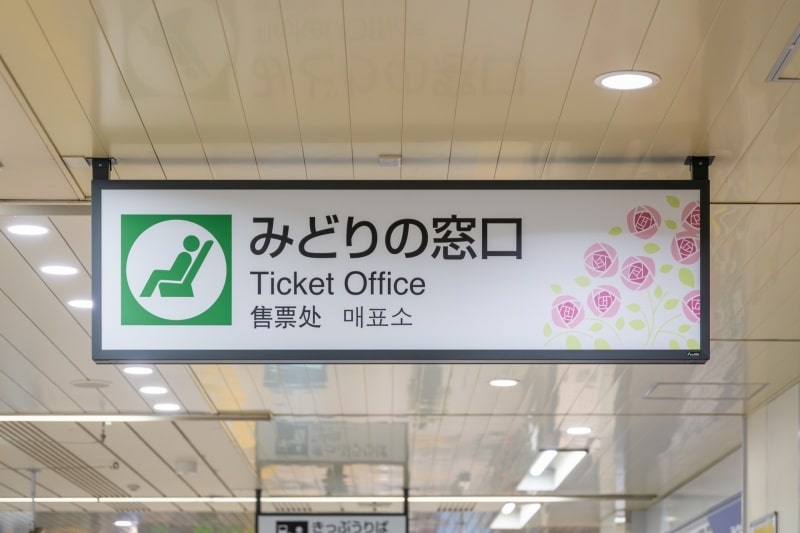 みどりの窓口
Ticket Office
售票处 매표소
きっぷうりば